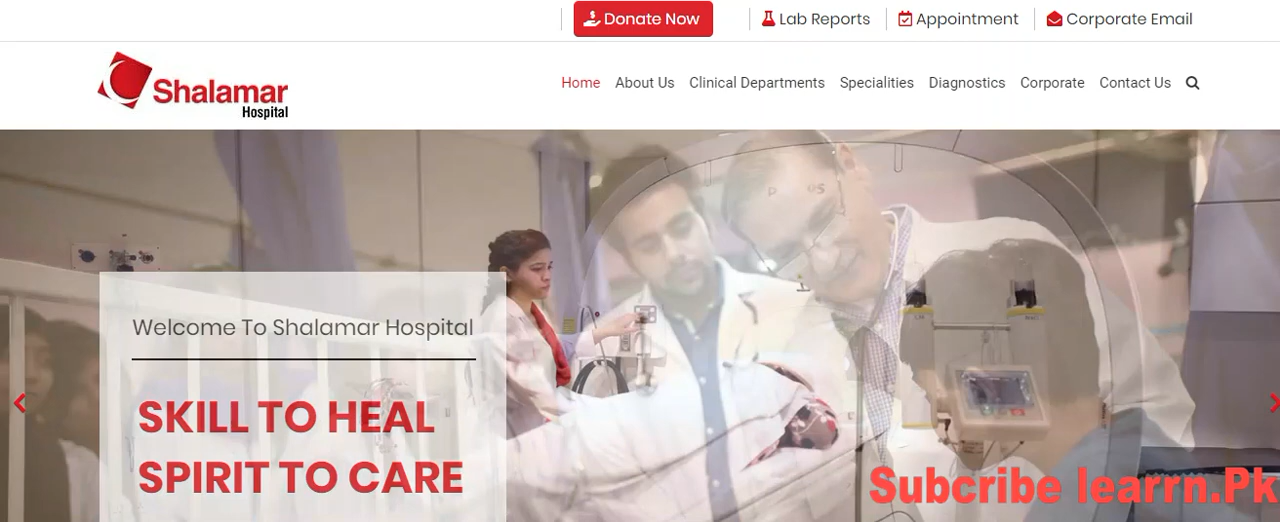 Donate Now
Lab Reports
Appointment
Corporate Email
Shalamar
Hospital
Home About Us Clinical Departments Specialities Diagnostics Corporate Contact Us
Welcome To Shalamar Hospital
SKILL TO HEAL
SPIRIT TO CARE
Subcribe learrn.Pk